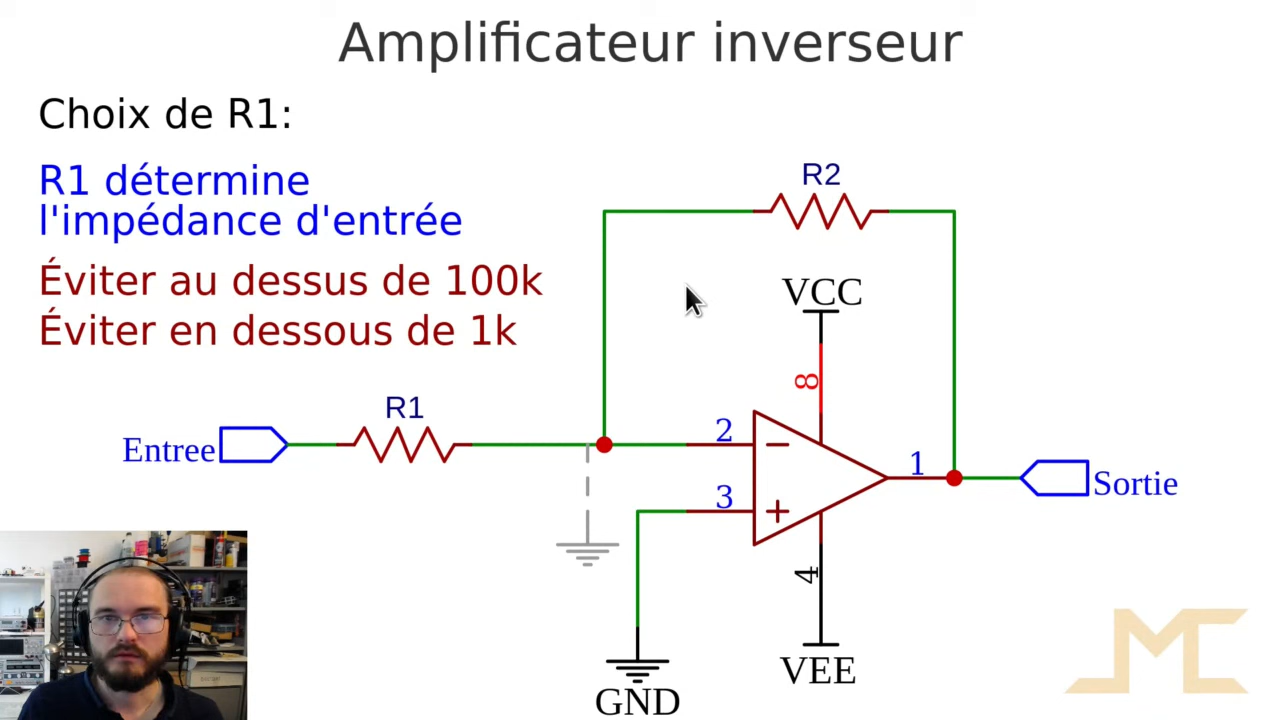 Amplificateur inverseur
Choix de R1:
R1 détermine
l'impédance d'entrée
Éviter au dessus de 100k
Éviter en dessous de 1k
R2
VCC
8
R1
Entree
2
3
1
Sortie
4
VEE
GND